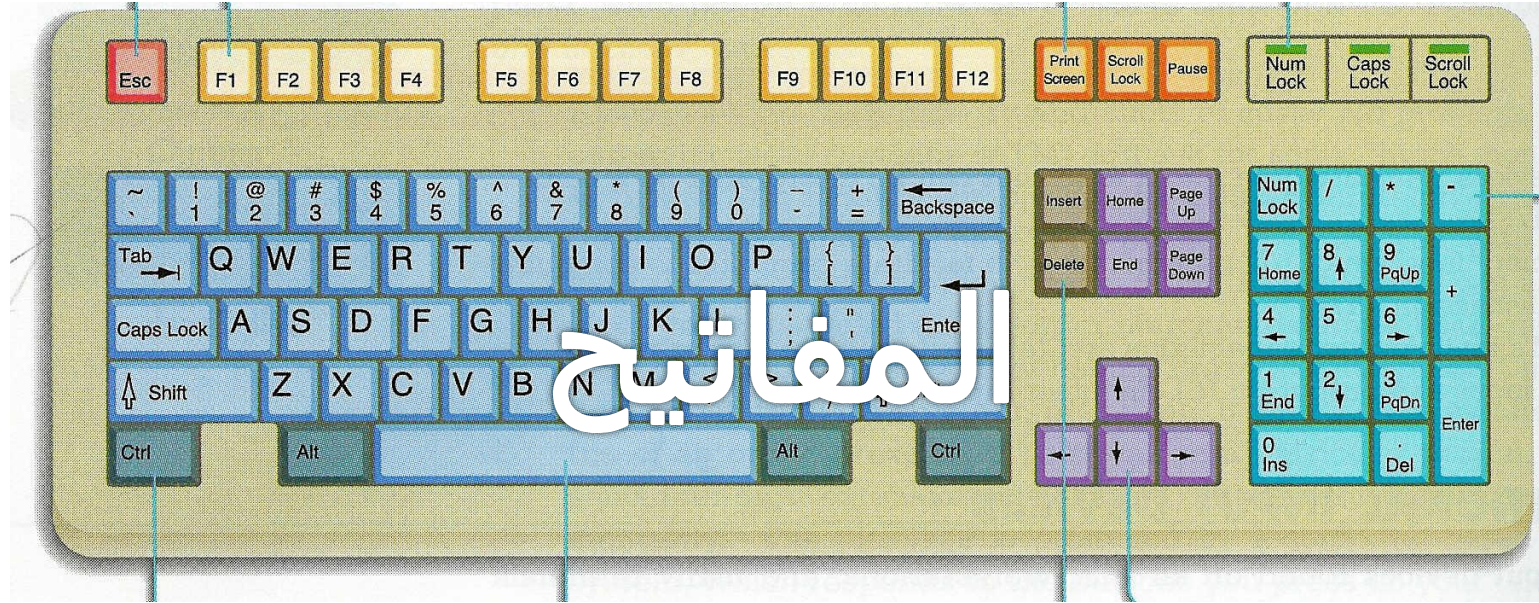 Esc F1 F2 F3 F4 F5 F6 F7 F8 F9 F10 F11 F12 Print Screen Scroll Lock Pause Num Lock Caps Lock Scroll Lock
~ ` ! 1 @ 2 # 3 $ 4 % 5 ^ 6 & 7 * 8 ( 9 ) 0 — - + = ← Backspace Insert Home Page Up Num Lock / * -
Tab →| Q W E R T Y U I O P { [ } ] Delete End Page Down 7 Home 8 ↑ 9 PqUp +
Caps Lock A S D F G H J K L : ; " ' Enter 4 ← 5 6 →
المفاتيح
⇧ Shift Z X C V B N M < > / ↑ 1 End 2 ↓ 3 PqDn Enter
Ctrl Alt Alt Ctrl ← ↓ → 0 Ins . Del